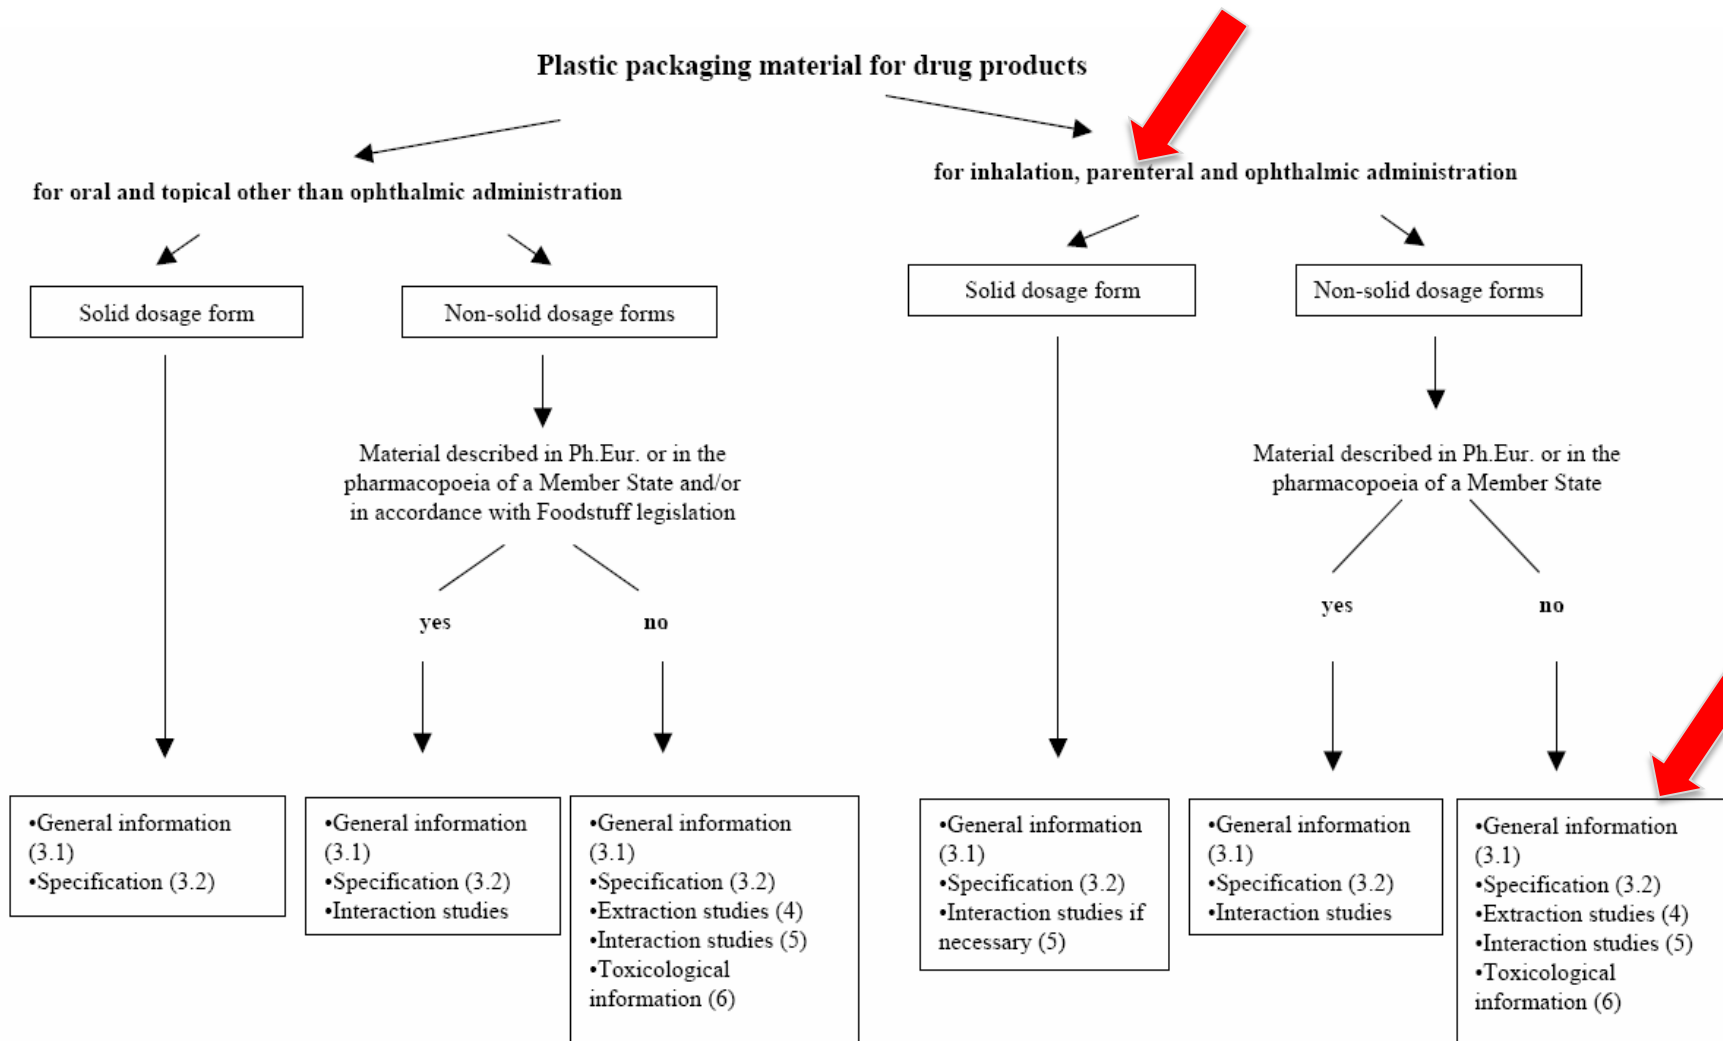 Plastic packaging material for drug products
for oral and topical other than ophthalmic administration
for inhalation, parenteral and ophthalmic administration
Solid dosage form
Non-solid dosage forms
Solid dosage form
Non-solid dosage forms
Material described in Ph.Eur. or in the
pharmacopoeia of a Member State and/or
in accordance with Foodstuff legislation
Material described in Ph.Eur. or in the
pharmacopoeia of a Member State
yes
no
yes
no
•General information
(3.1)
•Specification (3.2)
•General information
(3.1)
•Specification (3.2)
•Interaction studies
•General information
(3.1)
•Specification (3.2)
•Extraction studies (4)
•Interaction studies (5)
•Toxicological
information (6)
•General information
(3.1)
•Specification (3.2)
•Interaction studies if
necessary (5)
•General information
(3.1)
•Specification (3.2)
•Interaction studies
•General information
(3.1)
•Specification (3.2)
•Extraction studies (4)
•Interaction studies (5)
•Toxicological
information (6)